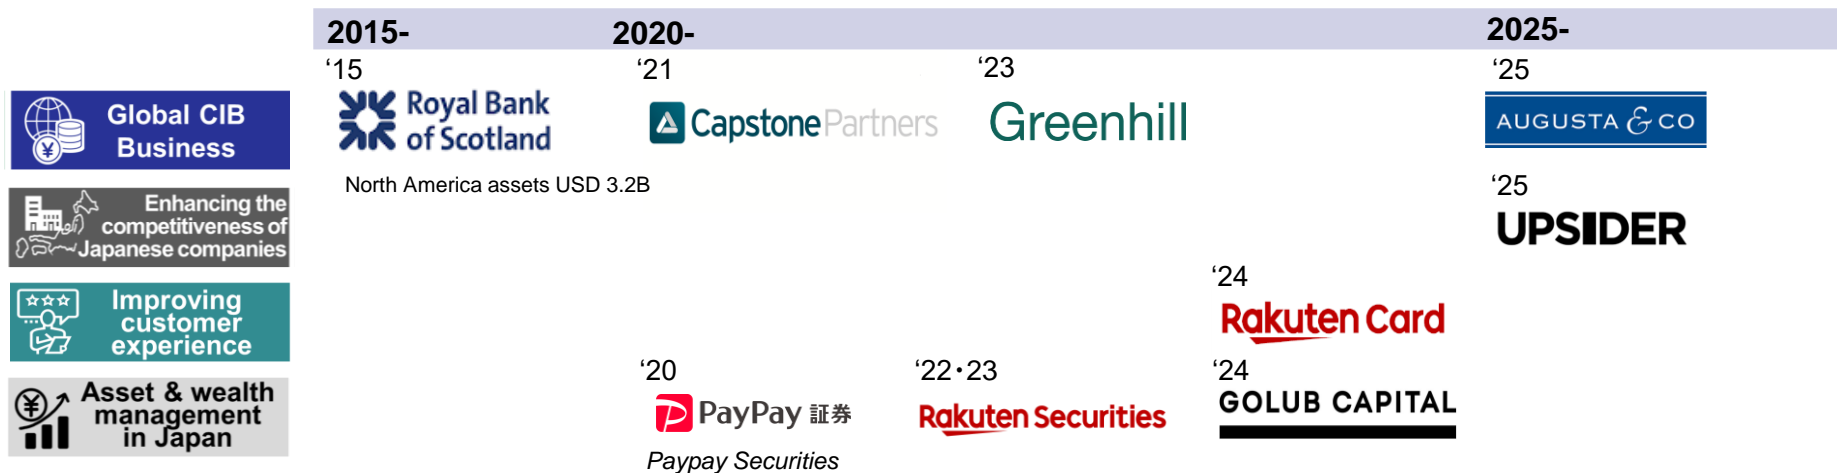 2015-
2020-
2025-
‘15
‘21
‘23
‘25
Global CIB
Business
Royal Bank
of Scotland
Capstone Partners
Greenhill
AUGUSTA & CO
North America assets USD 3.2B
‘25
Enhancing the
competitiveness of
Japanese companies
UPSIDER
‘24
Improving
customer
experience
Rakuten Card
‘20
‘22・23
‘24
Asset & wealth
management
in Japan
PayPay 証券
Rakuten Securities
GOLUB CAPITAL
Paypay Securities